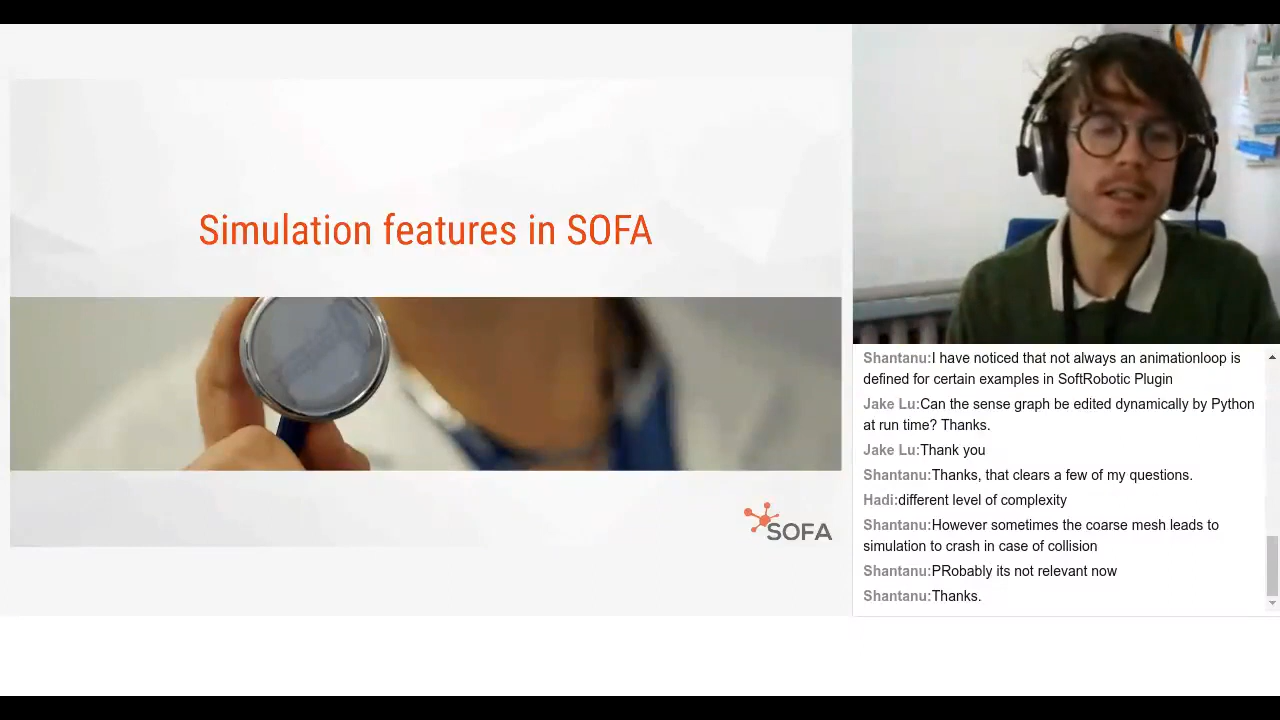 Simulation features in SOFA
SOFA
Shantanu:I have noticed that not always an animationloop is
defined for certain examples in SoftRobotic Plugin
Jake Lu:Can the sense graph be edited dynamically by Python
at run time? Thanks.
Jake Lu:Thank you
Shantanu:Thanks, that clears a few of my questions.
Hadi:different level of complexity
Shantanu:However sometimes the coarse mesh leads to
simulation to crash in case of collision
Shantanu:PRobably its not relevant now
Shantanu:Thanks.